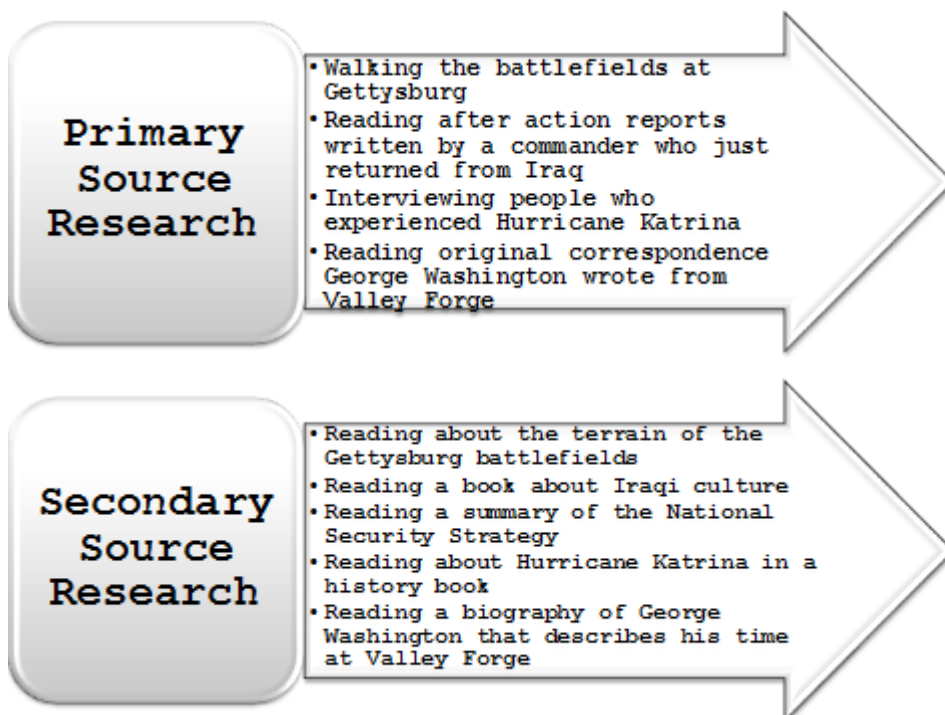 Primary
Source
Research
• Walking the battlefields at
Gettysburg
• Reading after action reports
written by a commander who just
returned from Iraq
• Interviewing people who
experienced Hurricane Katrina
• Reading original correspondence
George Washington wrote from
Valley Forge
Secondary
Source
Research
• Reading about the terrain of the
Gettysburg battlefields
• Reading a book about Iraqi culture
• Reading a summary of the National
Security Strategy
• Reading about Hurricane Katrina in a
history book
• Reading a biography of George
Washington that describes his time
at Valley Forge